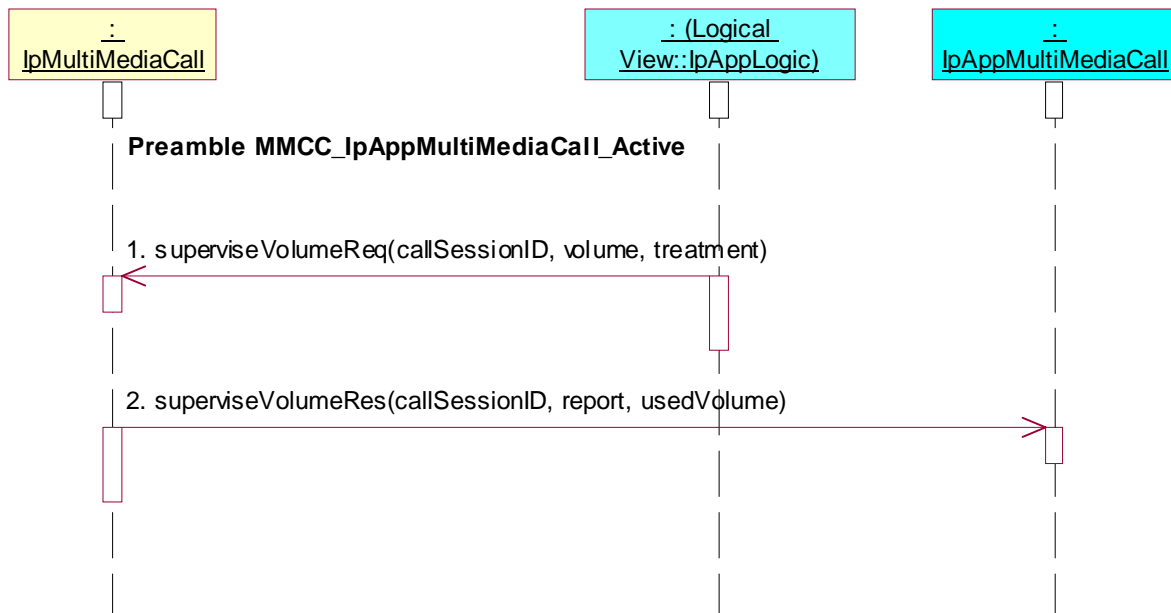 :
IpMultiMediaCall
: (Logical
View::IpAppLogic)
:
IpAppMultiMediaCall
Preamble MMCC_IpAppMultiMediaCall_Active
1. superviseVolumeReq(callSessionID, volume, treatment)
2. superviseVolumeRes(callSessionID, report, usedVolume)